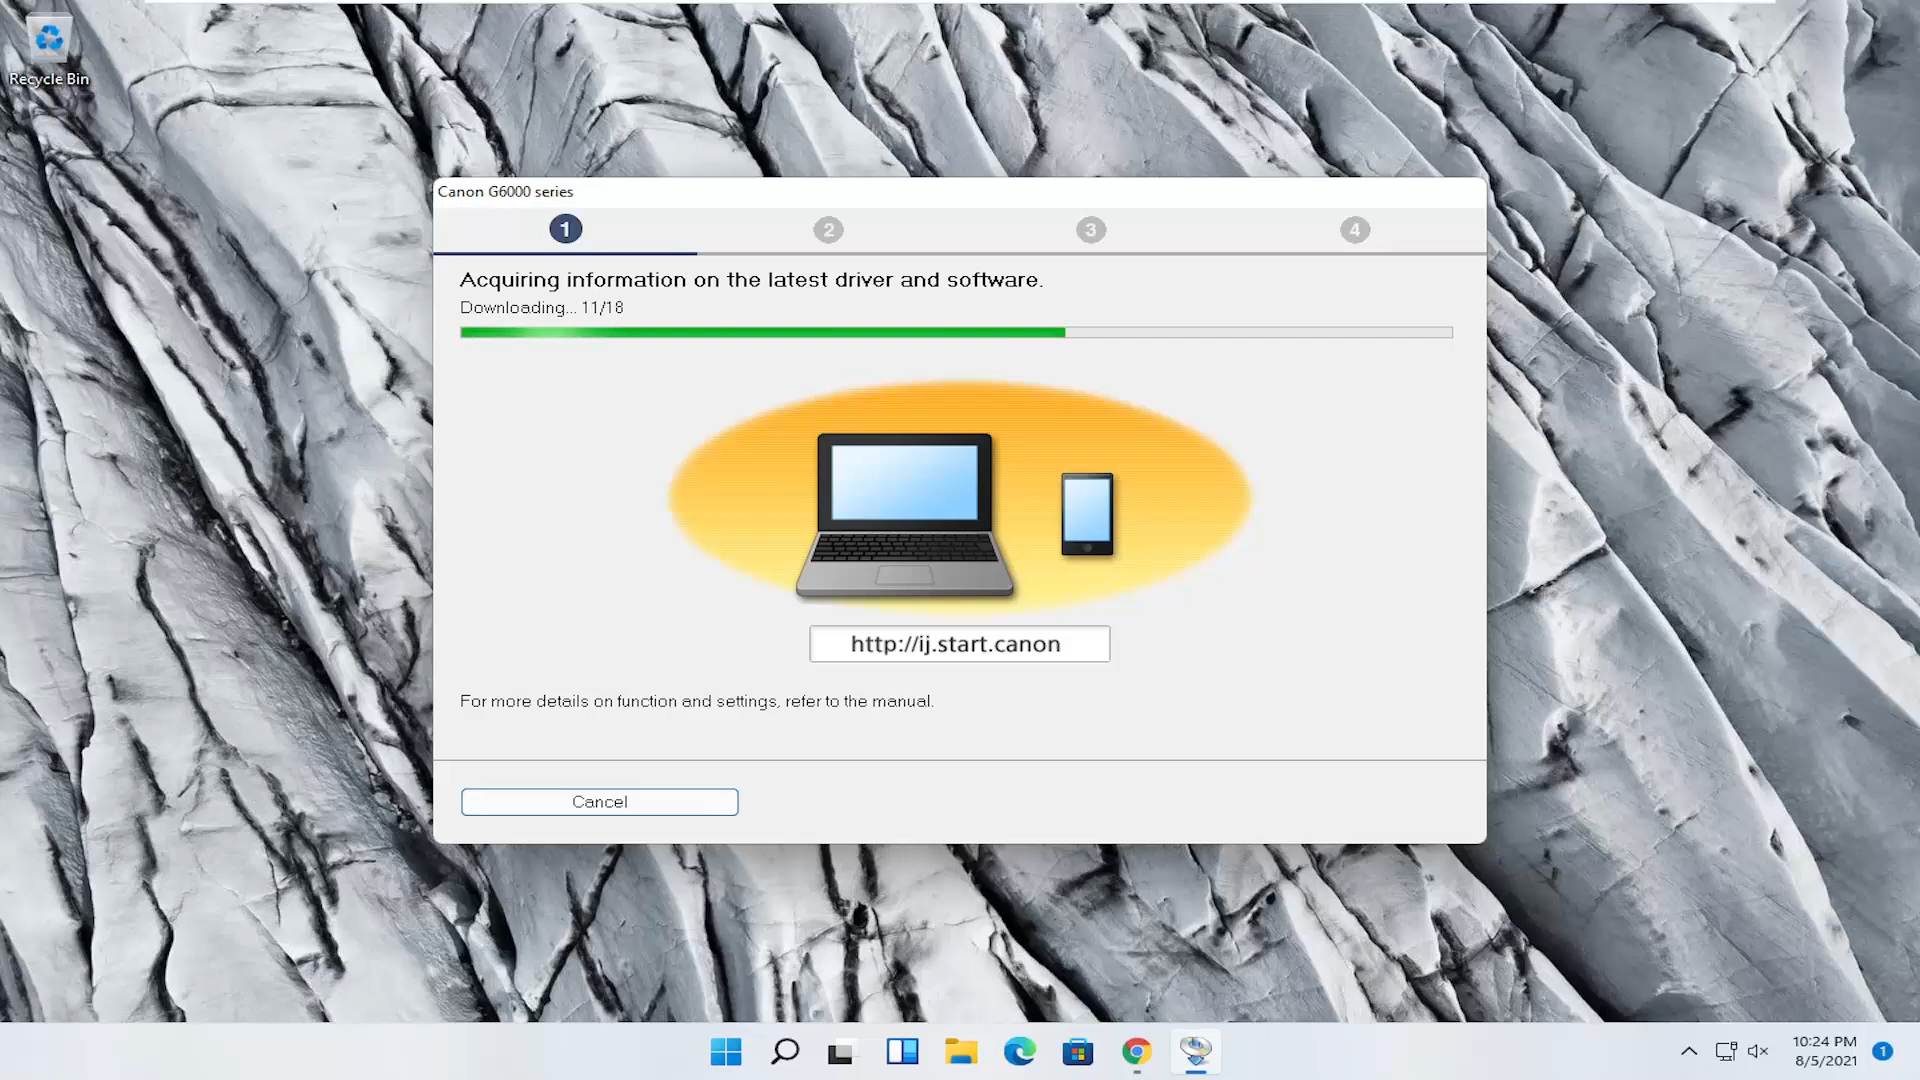 Recycle Bin
Canon G6000 series
1 2 3 4
Acquiring information on the latest driver and software.
Downloading... 11/18
http://ij.start.canon
For more details on function and settings, refer to the manual.
Cancel
10:24 PM
8/5/2021
1